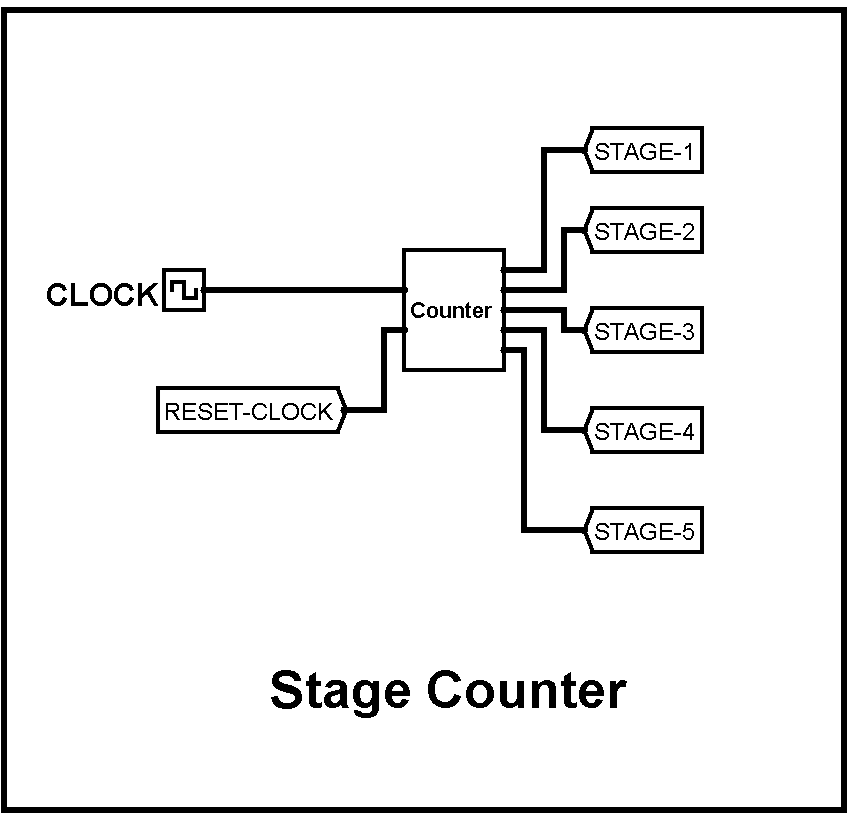 STAGE-1
STAGE-2
CLOCK
Counter
STAGE-3
RESET-CLOCK
STAGE-4
STAGE-5
Stage Counter